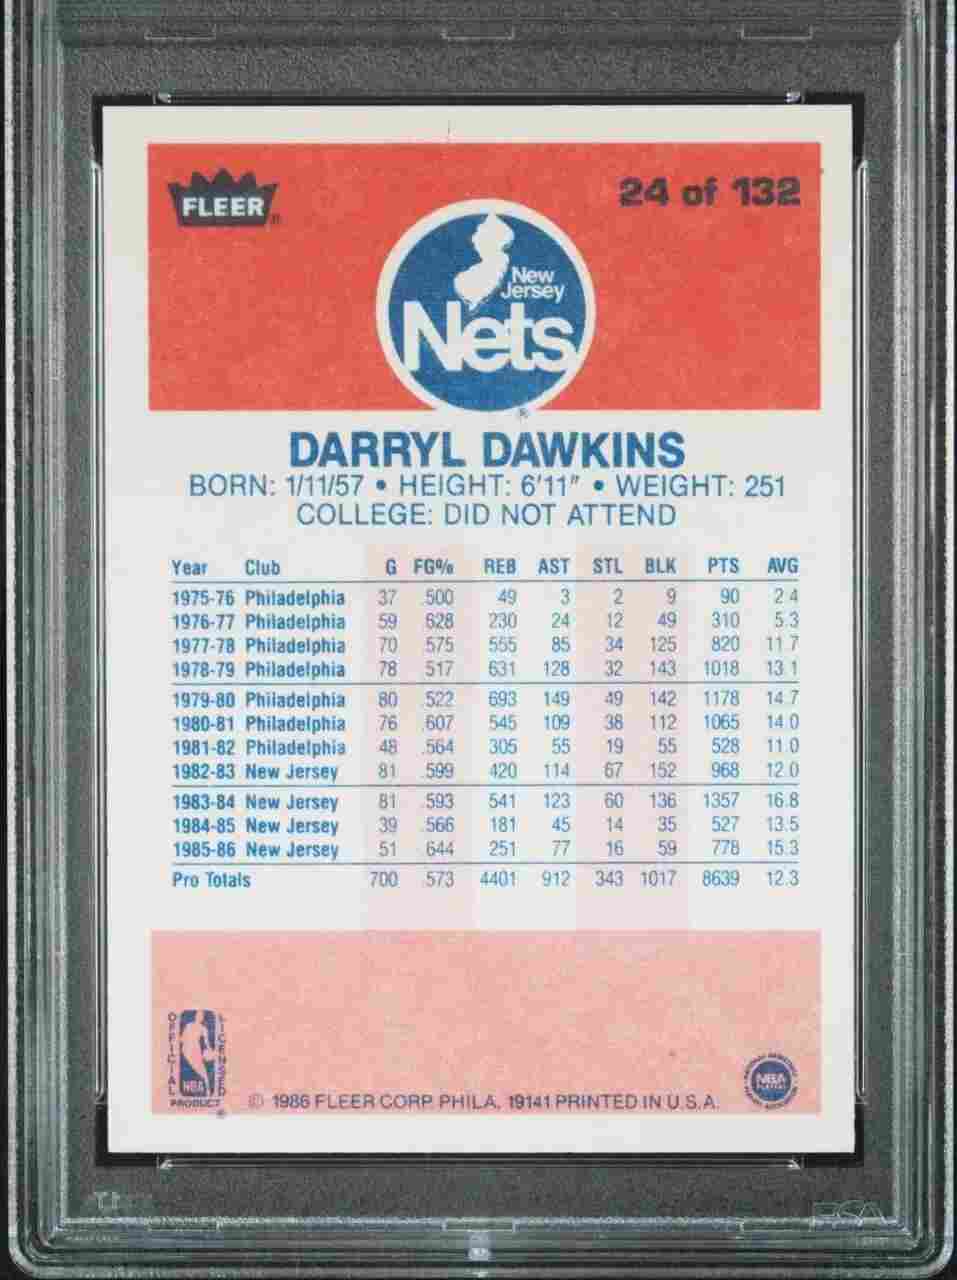 FLEER
24 of 132
New
Jersey
Nets
DARRYL DAWKINS
BORN: 1/11/57 • HEIGHT: 6'11" • WEIGHT: 251
COLLEGE: DID NOT ATTEND
Year Club G FG% REB AST STL BLK PTS AVG
1975-76 Philadelphia 37 .500 49 3 2 9 90 2.4
1976-77 Philadelphia 59 .628 230 24 12 49 310 5.3
1977-78 Philadelphia 70 .575 555 85 34 125 820 11.7
1978-79 Philadelphia 78 .517 631 128 32 143 1018 13.1
1979-80 Philadelphia 80 .522 693 149 49 142 1178 14.7
1980-81 Philadelphia 76 .607 545 109 38 112 1065 14.0
1981-82 Philadelphia 48 .564 305 55 19 55 528 11.0
1982-83 New Jersey 81 .599 420 114 67 152 968 12.0
1983-84 New Jersey 81 .593 541 123 60 136 1357 16.8
1984-85 New Jersey 39 .566 181 45 14 35 527 13.5
1985-86 New Jersey 51 .644 251 77 16 59 778 15.3
Pro Totals 700 .573 4401 912 343 1017 8639 12.3
OFFICIAL LICENSED
NBA
PRODUCT
© 1986 FLEER CORP. PHILA. 19141 PRINTED IN U.S.A.
NBA
PSA